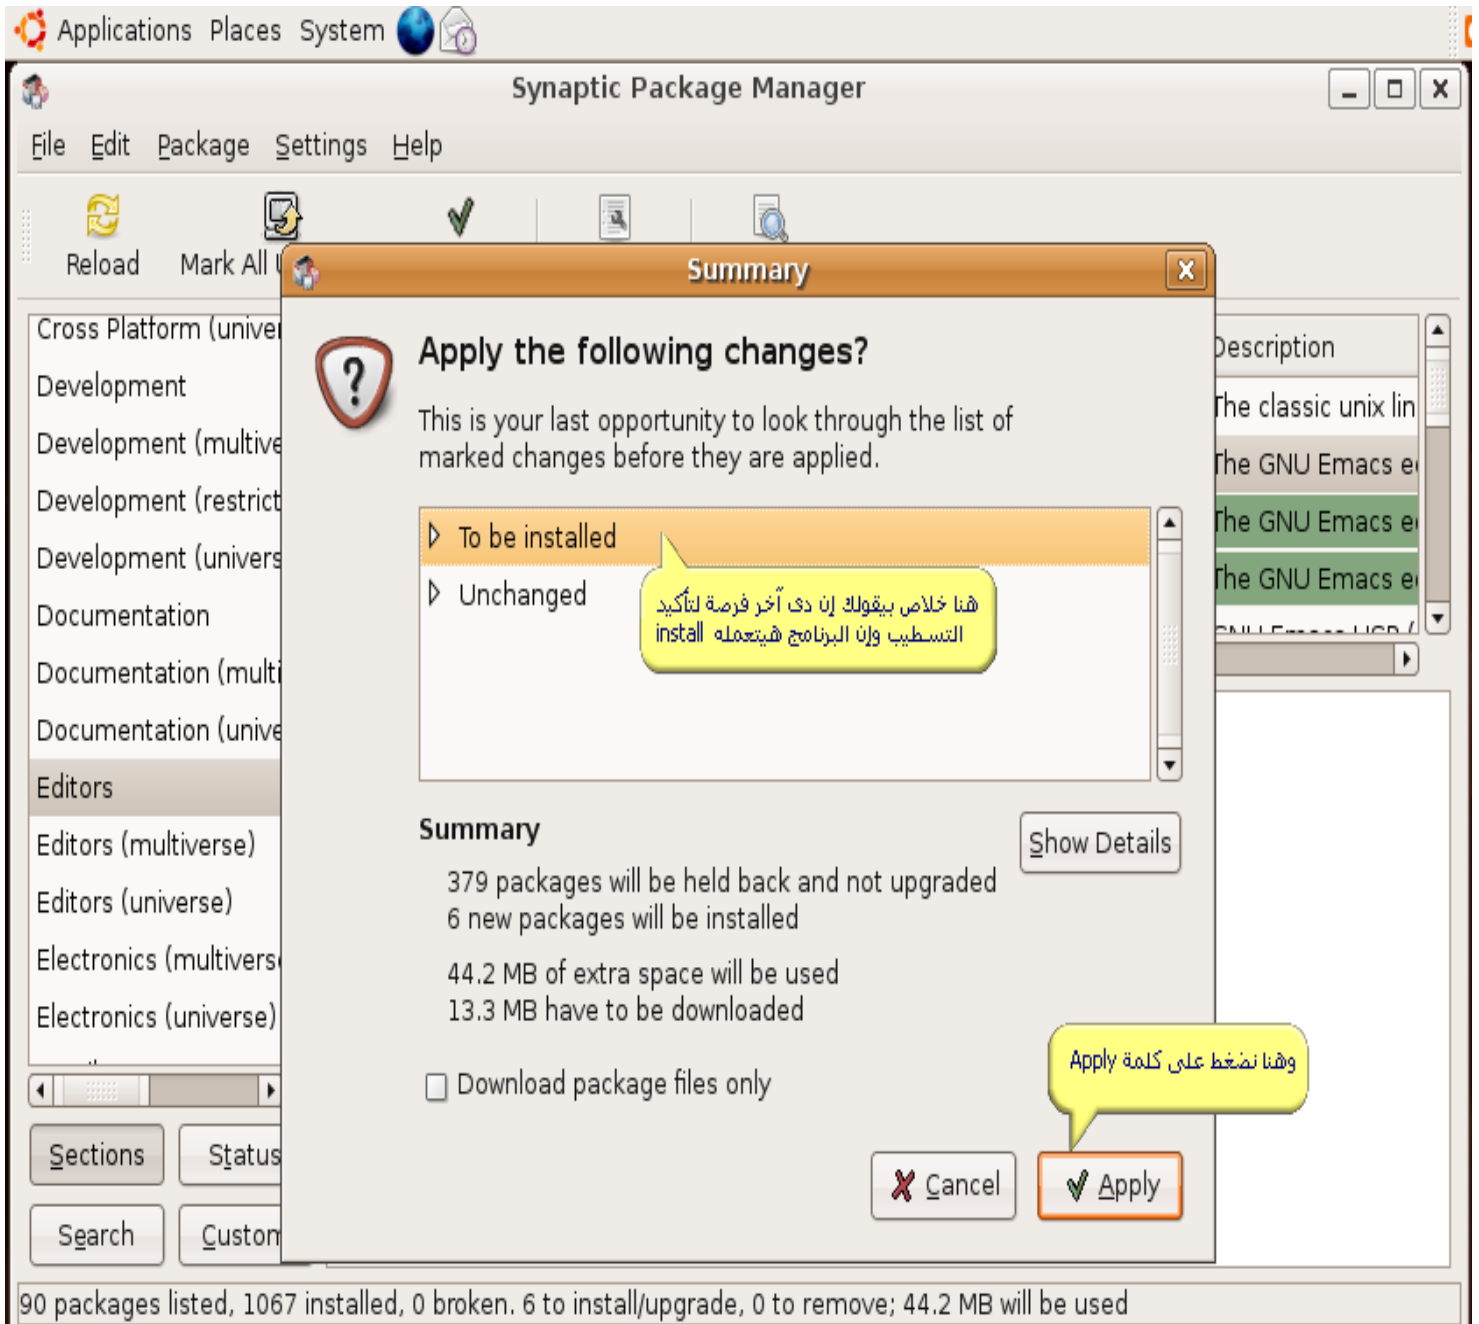 Applications Places System
Synaptic Package Manager
File Edit Package Settings Help
Reload Mark All
Summary
Apply the following changes?
This is your last opportunity to look through the list of
marked changes before they are applied.
To be installed
Unchanged
هنا خلاص بيقولك إن دى آخر فرصة لتأكيد
التسطيب وإن البرنامج هيتعمله install
Summary
Show Details
379 packages will be held back and not upgraded
6 new packages will be installed
44.2 MB of extra space will be used
13.3 MB have to be downloaded
Download package files only
وهنا نضغط على كلمة Apply
Cancel Apply
Cross Platform (univer
Development
Development (multive
Development (restrict
Development (univers
Documentation
Documentation (multi
Documentation (unive
Editors
Editors (multiverse)
Editors (universe)
Electronics (multivers
Electronics (universe)
Description
The classic unix lin
The GNU Emacs e
The GNU Emacs e
The GNU Emacs e
Sections Status
Search Custom
90 packages listed, 1067 installed, 0 broken. 6 to install/upgrade, 0 to remove; 44.2 MB will be used